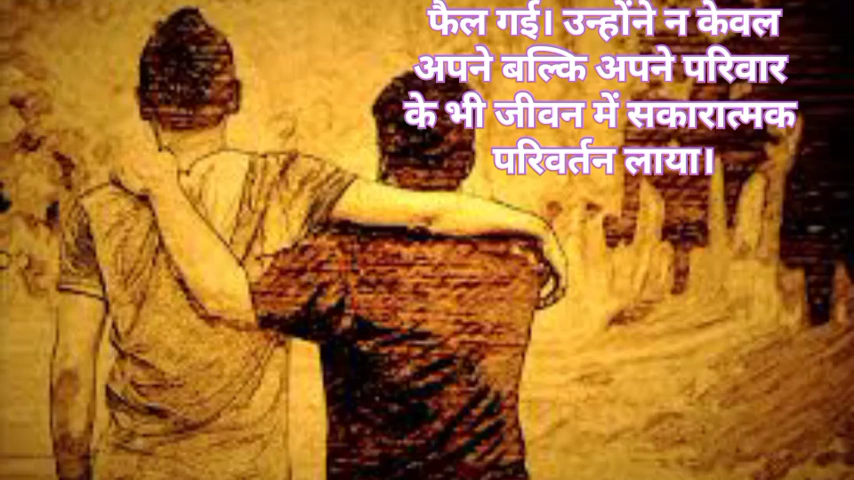 फैल गई। उन्होंने न केवल
अपने बल्कि अपने परिवार
के भी जीवन में सकारात्मक
परिवर्तन लाया।